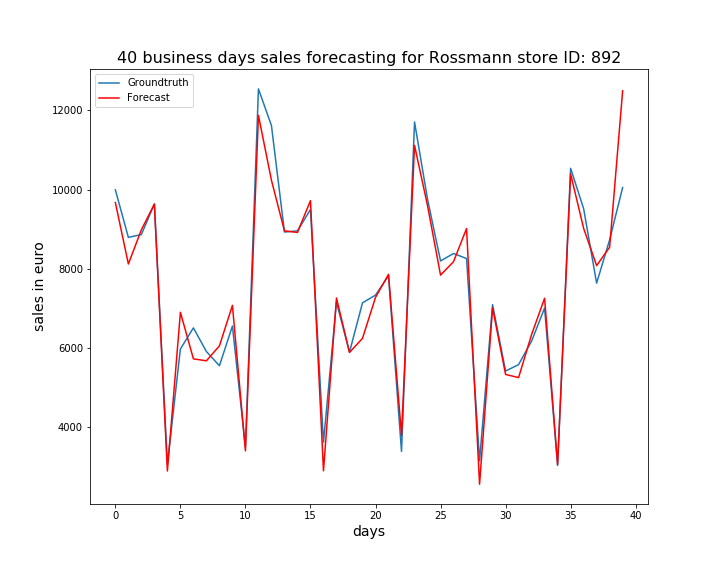 40 business days sales forecasting for Rossmann store ID: 892
Groundtruth
Forecast
12000
10000
8000
6000
4000
sales in euro
0 5 10 15 20 25 30 35 40
days